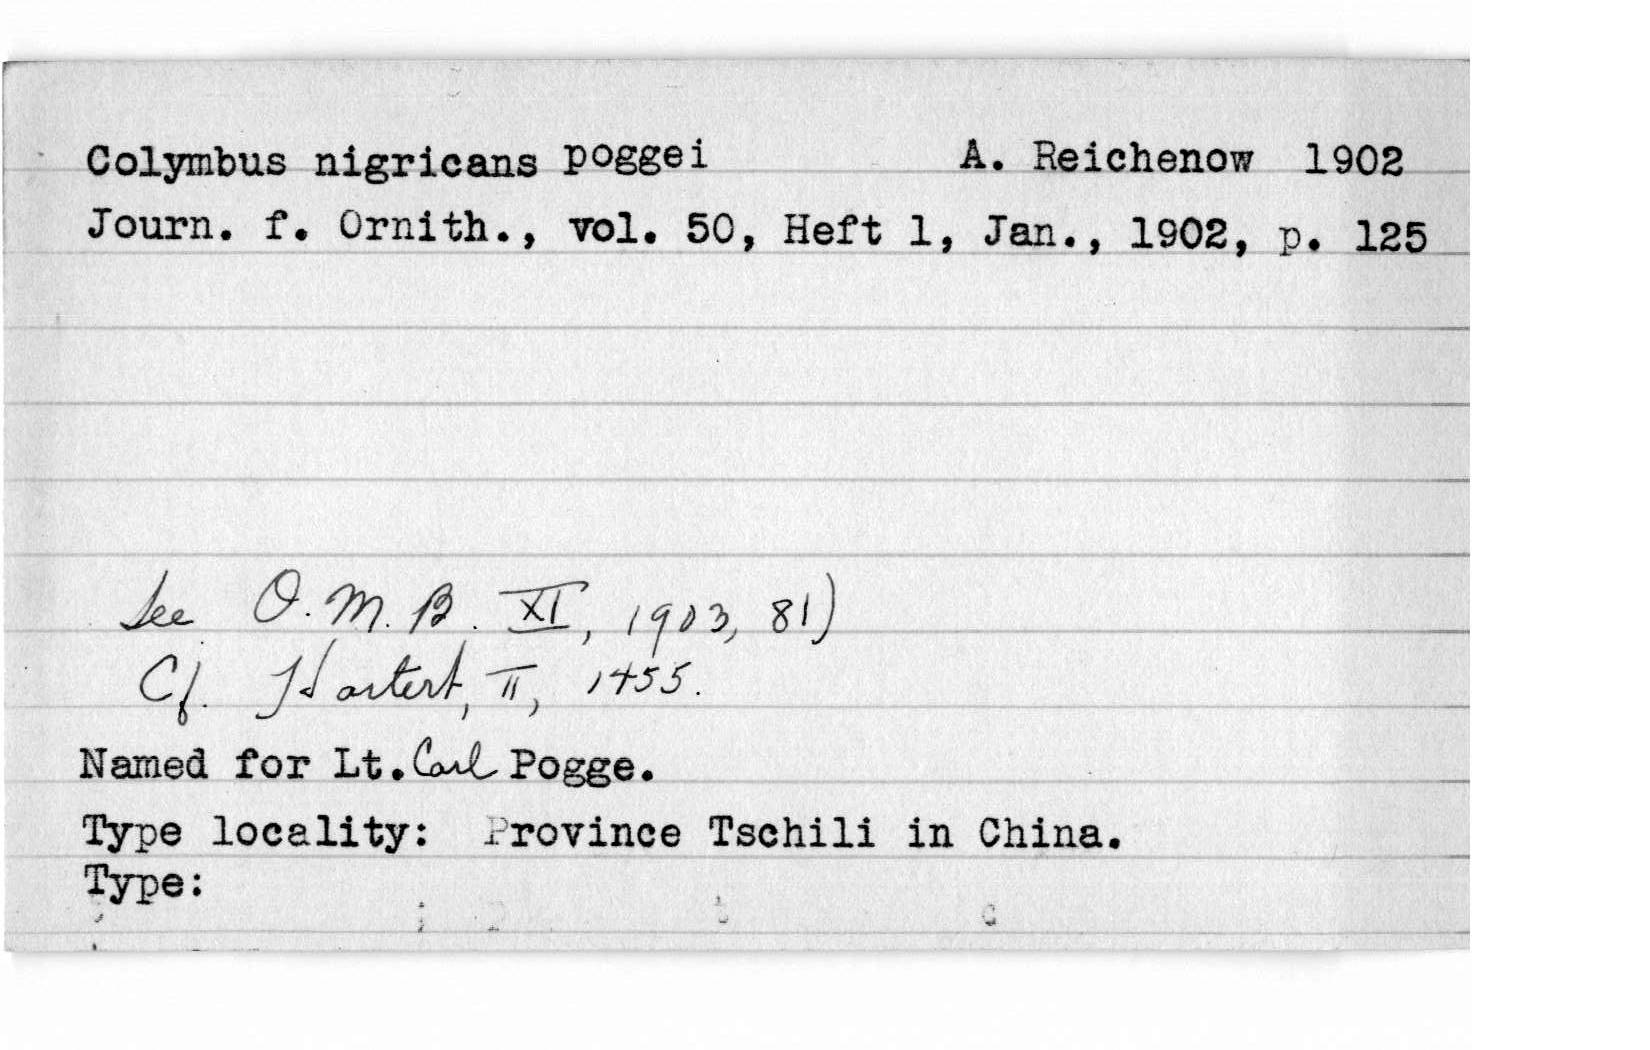 Colymbus nigricans poggei A. Reichenow 1902
Journ. f. Ornith., vol. 50, Heft 1, Jan., 1902, p. 125
See O.M.B. XI, 1903, 81)
Cf. Hartert, II, 1455.
Named for Lt. Carl Pogge.
Type locality: Province Tschili in China.
Type: